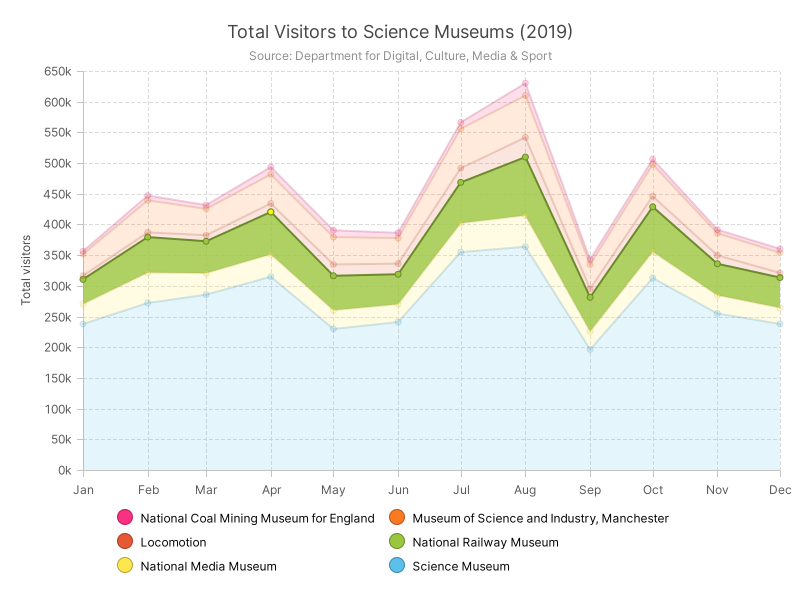 Total Visitors to Science Museums (2019)
Source: Department for Digital, Culture, Media & Sport
650k
600k
550k
500k
450k
400k
350k
300k
250k
200k
150k
100k
50k
0k
Total visitors
Jan Feb Mar Apr May Jun Jul Aug Sep Oct Nov Dec
National Coal Mining Museum for England Museum of Science and Industry, Manchester
Locomotion National Railway Museum
National Media Museum Science Museum